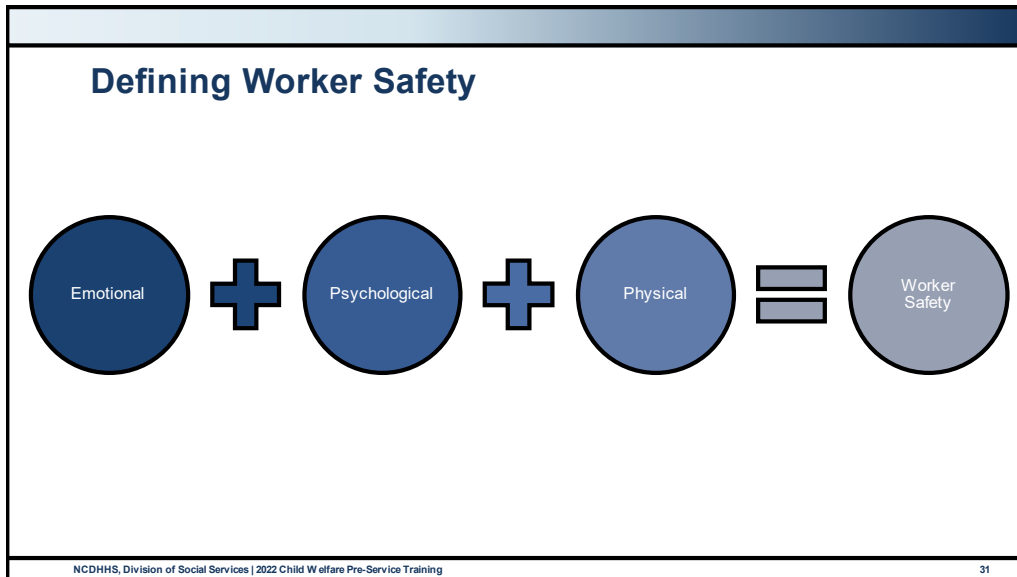 Defining Worker Safety
Emotional
Psychological
Physical
Worker
Safety
NCDHHS, Division of Social Services | 2022 Child Welfare Pre-Service Training
31